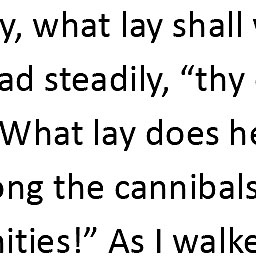 y, what lay shall
ad steadily, “thy
What lay does he
ong the cannibals
nities!” As I walke